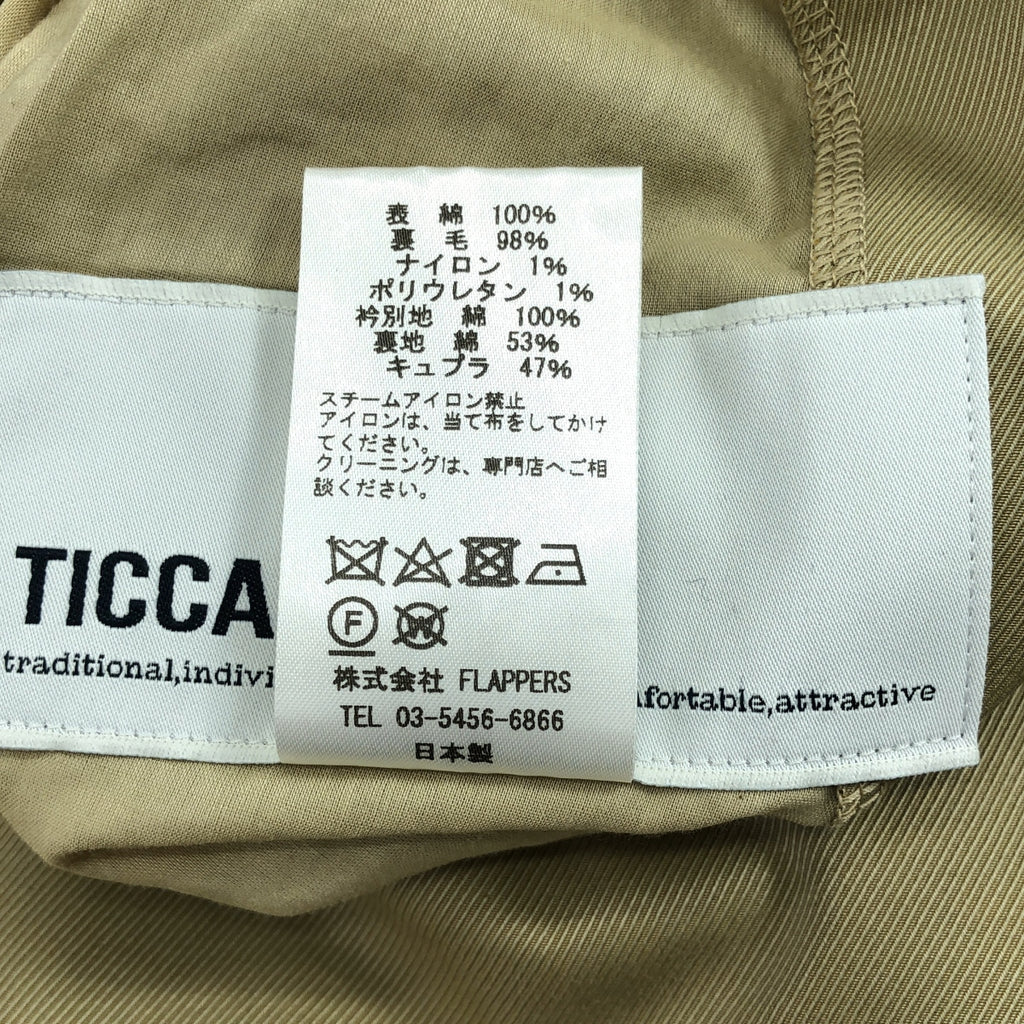 表 綿 100%
裏 毛 98%
ナイロン 1%
ポリウレタン 1%
衿別地 綿 100%
裏地 綿 53%
キュプラ 47%
スチームアイロン禁止
アイロンは、当て布をしてかけ
てください。
クリーニングは、専門店へご相
談ください。
F W
株式会社 FLAPPERS
TEL 03-5456-6866
日本製
TICCA
traditional,indivi
fortable,attractive